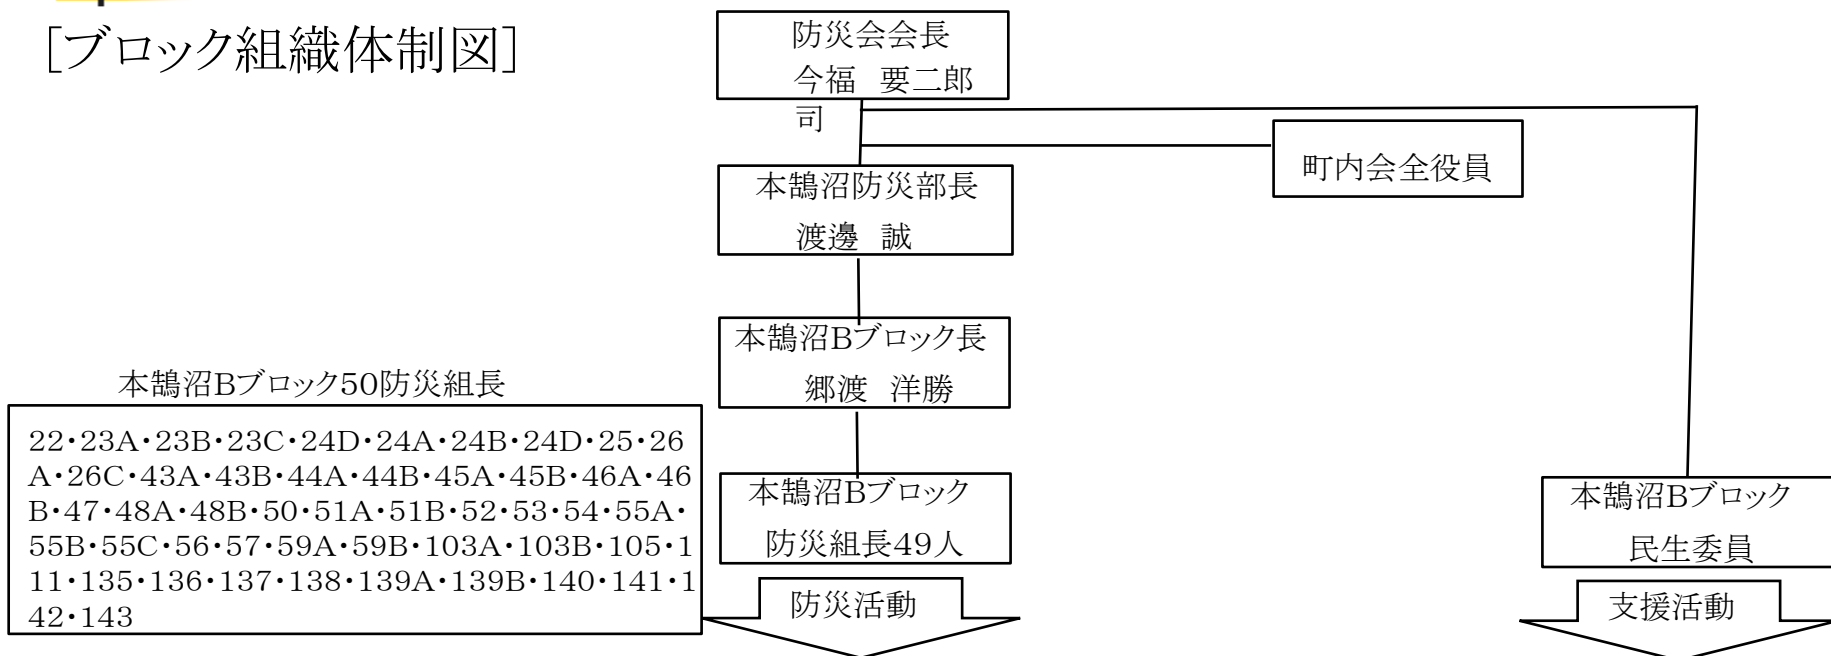 [ブロック組織体制図]
防災会会長
今福　要二郎
司
町内会全役員
本鵠沼防災部長
渡邊　誠
本鵠沼Bブロック長
郷渡　洋勝
本鵠沼Bブロック50防災組長
22・23A・23B・23C・24D・24A・24B・24D・25・26
A・26C・43A・43B・44A・44B・45A・45B・46A・46
B・47・48A・48B・50・51A・51B・52・53・54・55A・
55B・55C・56・57・59A・59B・103A・103B・105・1
11・135・136・137・138・139A・139B・140・141・1
42・143
本鵠沼Bブロック
防災組長49人
防災活動
本鵠沼Bブロック
民生委員
支援活動